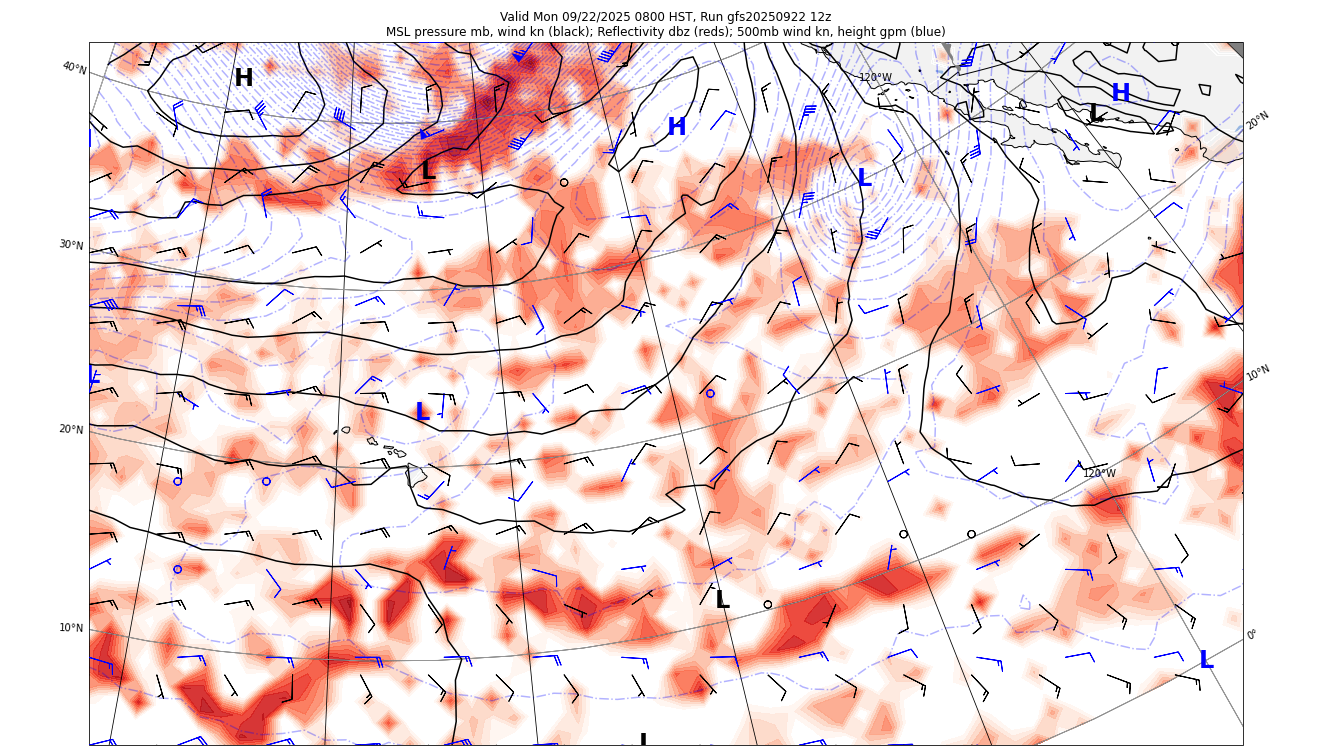 Valid Mon 09/22/2025 0800 HST, Run gfs20250922 12z
MSL pressure mb, wind kn (black); Reflectivity dbz (reds); 500mb wind kn, height gpm (blue)
40°N
H
120°W
H
L
20°N
H
L
L
30°N
L
10°N
L
20°N
120°W
L
10°N
0°
L
L